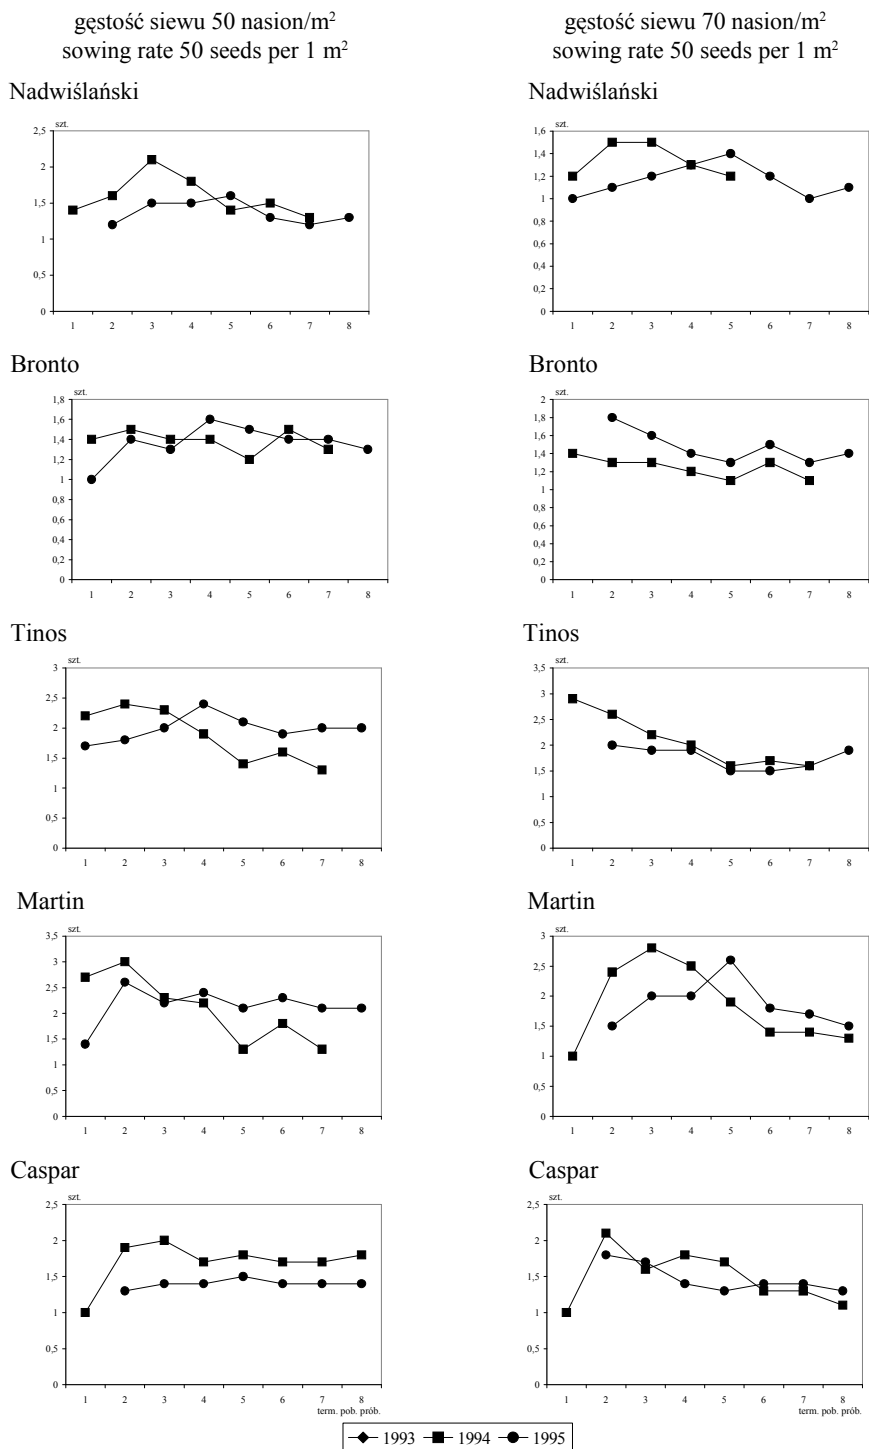 gęstość siewu 50 nasion/m²
sowing rate 50 seeds per 1 m²
gęstość siewu 70 nasion/m²
sowing rate 50 seeds per 1 m²
Nadwiślański
szt.
2,5
2
1,5
1
0,5
0
1 2 3 4 5 6 7 8
Nadwiślański
szt.
1,6
1,4
1,2
1
0,8
0,6
0,4
0,2
0
1 2 3 4 5 6 7 8
Bronto
szt.
1,8
1,6
1,4
1,2
1
0,8
0,6
0,4
0,2
0
1 2 3 4 5 6 7 8
Bronto
szt.
2
1,8
1,6
1,4
1,2
1
0,8
0,6
0,4
0,2
0
1 2 3 4 5 6 7 8
Tinos
szt.
3
2,5
2
1,5
1
0,5
0
1 2 3 4 5 6 7 8
Tinos
szt.
3,5
3
2,5
2
1,5
1
0,5
0
1 2 3 4 5 6 7 8
Martin
szt.
3,5
3
2,5
2
1,5
1
0,5
0
1 2 3 4 5 6 7 8
Martin
szt.
3
2,5
2
1,5
1
0,5
0
1 2 3 4 5 6 7 8
Caspar
szt.
2,5
2
1,5
1
0,5
0
1 2 3 4 5 6 7 8
term. pob. prób.
Caspar
szt.
2,5
2
1,5
1
0,5
0
1 2 3 4 5 6 7 8
term. pob. prób.
1993 1994 1995